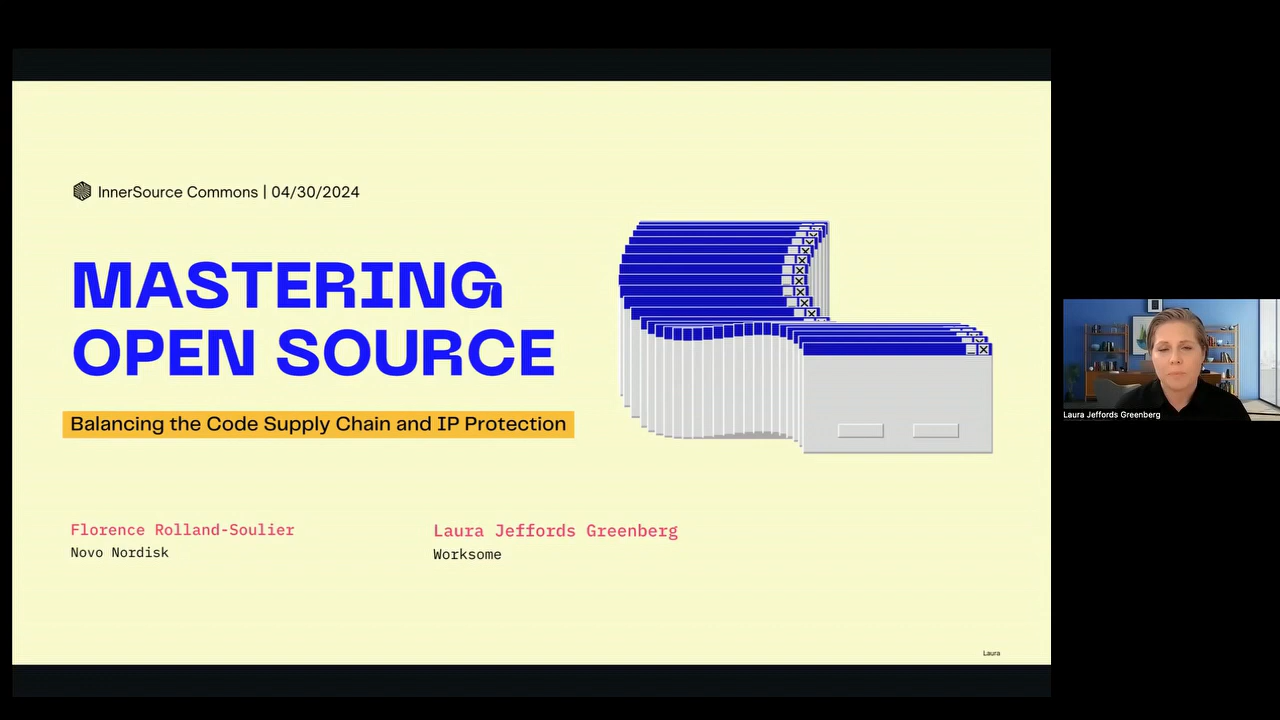 InnerSource Commons | 04/30/2024
MASTERING
OPEN SOURCE
Balancing the Code Supply Chain and IP Protection
Florence Rolland-Soulier
Novo Nordisk
Laura Jeffords Greenberg
Worksome
Laura
Laura Jeffords Greenberg